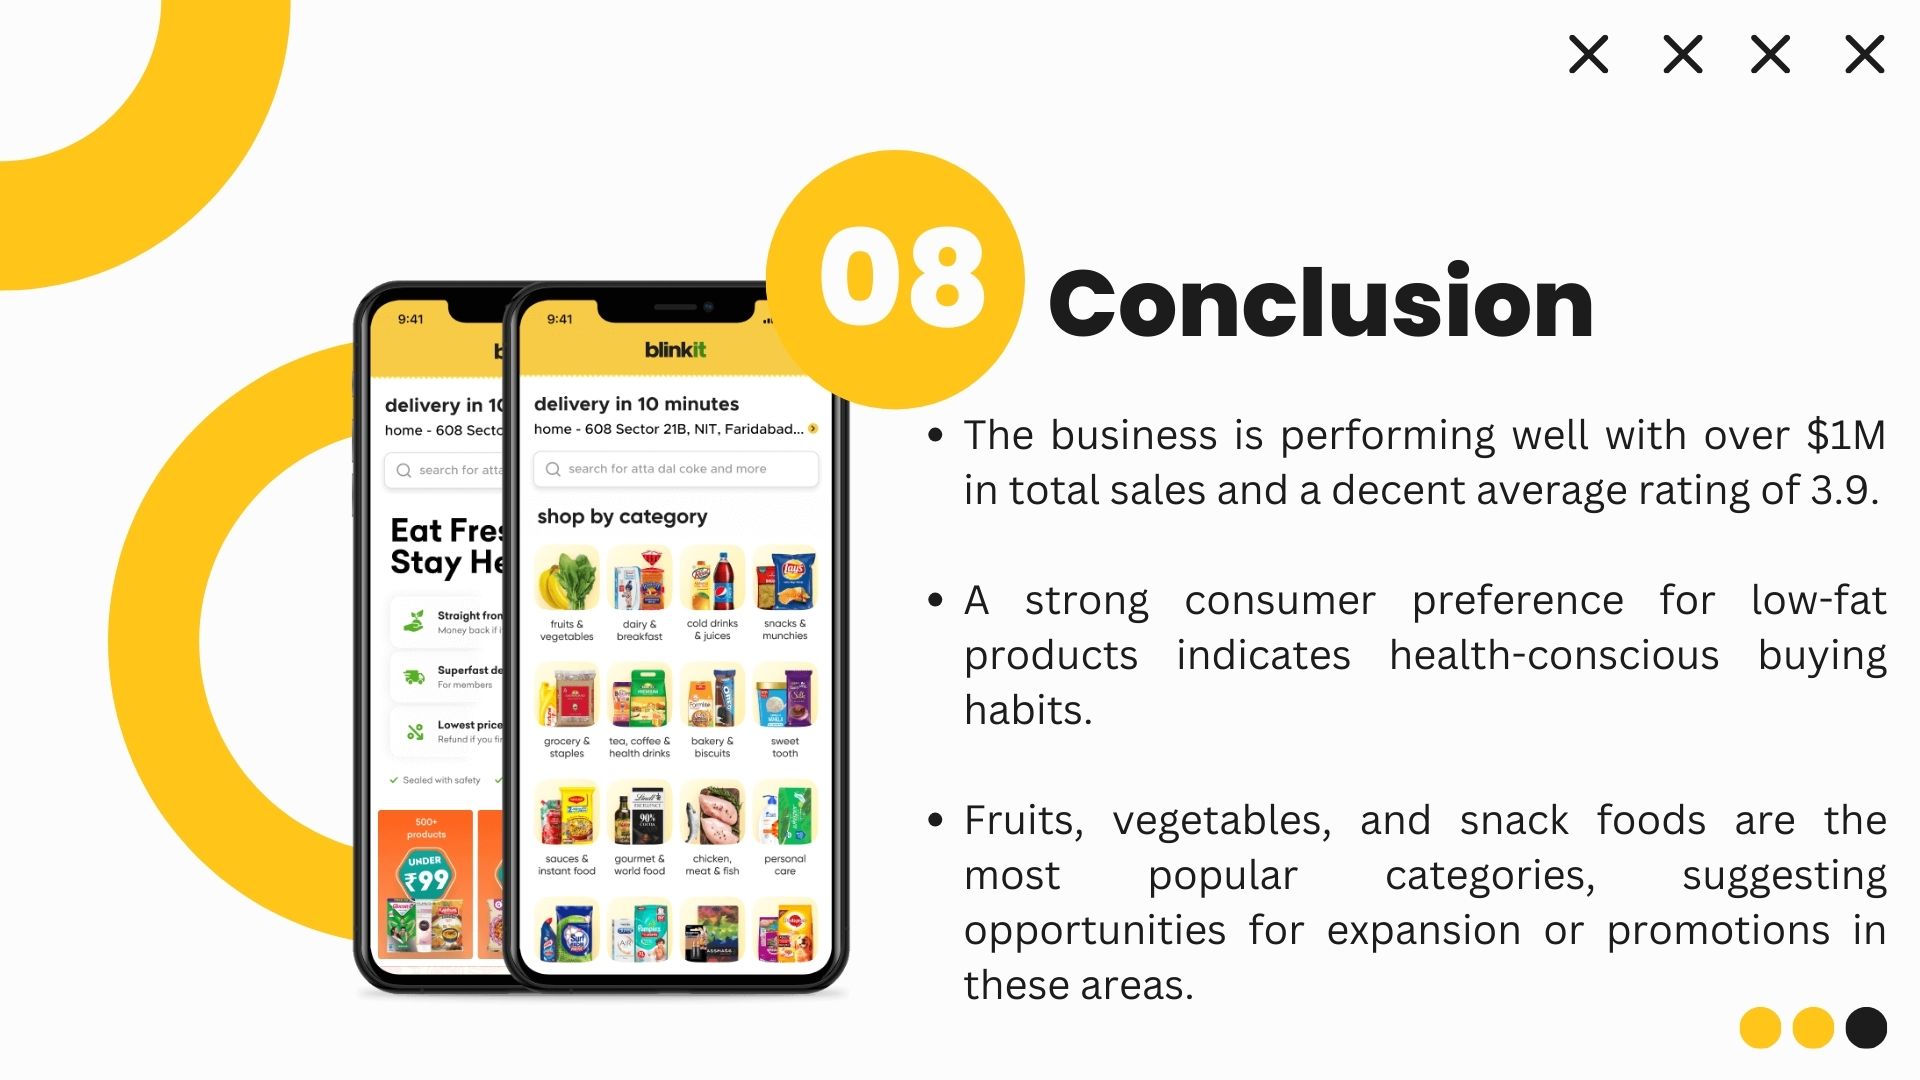 08
Conclusion
• The business is performing well with over $1M
in total sales and a decent average rating of 3.9.
• A strong consumer preference for low-fat
products indicates health-conscious buying
habits.
• Fruits, vegetables, and snack foods are the
most popular categories, suggesting
opportunities for expansion or promotions in
these areas.
9:41
b
delivery in 10
home - 608 Secto
search for atta
Eat Fres
Stay He
Straight fron
Money back if i
Superfast de
For members
Lowest price
Refund if you fi
Sealed with safety
500+
products
UNDER
₹99
9:41
blinkit
delivery in 10 minutes
home - 608 Sector 21B, NIT, Faridabad...
search for atta dal coke and more
shop by category
Lays
fruits & dairy & cold drinks snacks &
vegetables breakfast & juices munchies
grocery & tea, coffee & bakery & sweet
staples health drinks biscuits tooth
Lindt
90%
sauces & gourmet & chicken, personal
instant food world food meat & fish care
Surf
Pampers